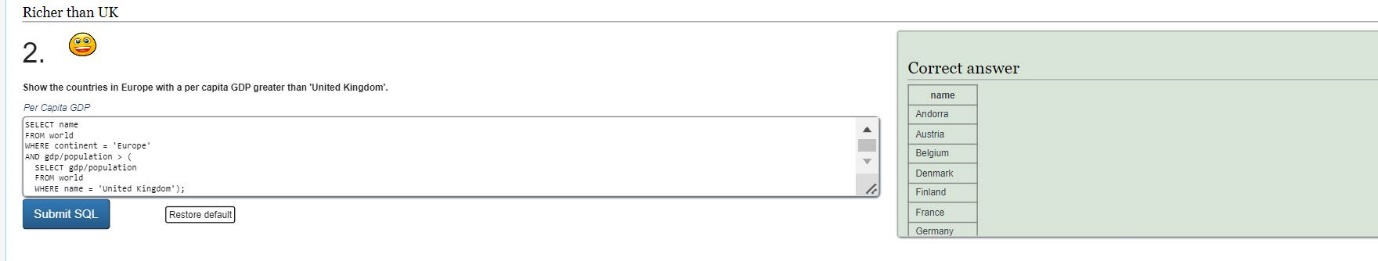 Richer than UK
2.
Show the countries in Europe with a per capita GDP greater than 'United Kingdom'.
Per Capita GDP
SELECT name
FROM world
WHERE continent = 'Europe'
AND gdp/population > (
SELECT gdp/population
FROM world
WHERE name = 'United Kingdom');
Submit SQL
Restore default
Correct answer
name
Andorra
Austria
Belgium
Denmark
Finland
France
Germany